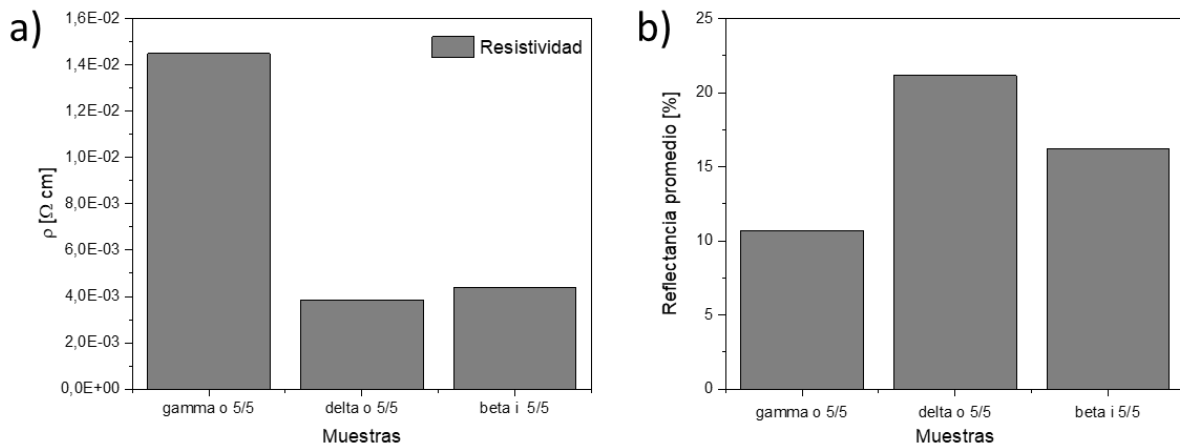 a)
1,6E-02
1,4E-02
1,2E-02
1,0E-02
8,0E-03
6,0E-03
4,0E-03
2,0E-03
0,0E+00
ρ [Ω cm]
Resistividad
gamma o 5/5 delta o 5/5 beta i 5/5
Muestras
b)
25
20
15
10
5
0
Reflectancia promedio [%]
gamma o 5/5 delta o 5/5 beta i 5/5
Muestras